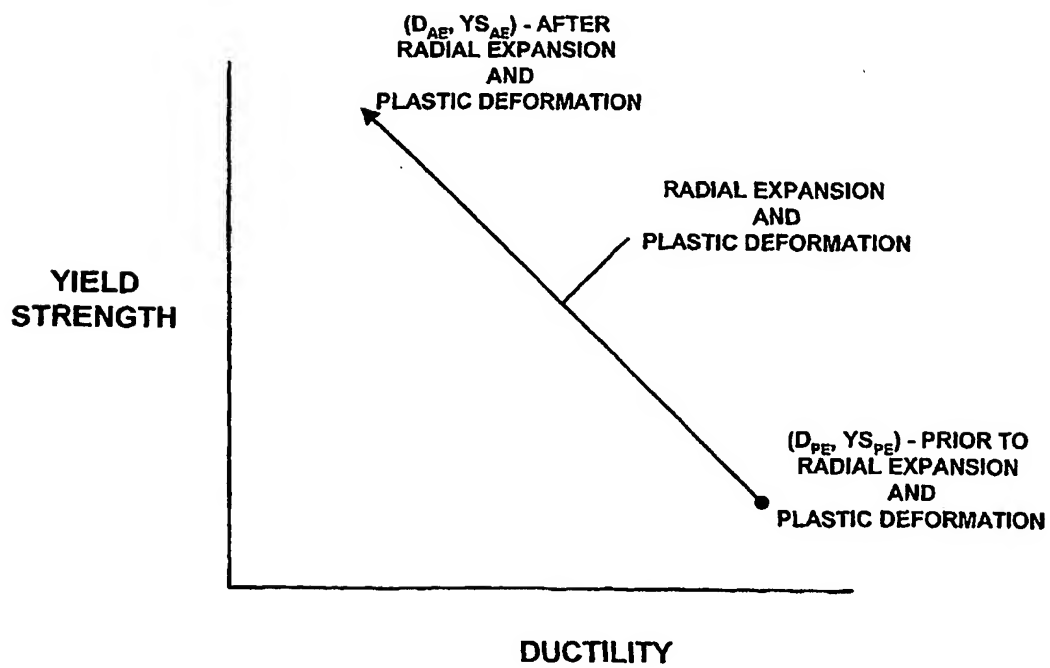 (D_AE, YS_AE) - AFTER
RADIAL EXPANSION
AND
PLASTIC DEFORMATION
RADIAL EXPANSION
AND
PLASTIC DEFORMATION
YIELD
STRENGTH
(D_PE, YS_PE) - PRIOR TO
RADIAL EXPANSION
AND
PLASTIC DEFORMATION
DUCTILITY